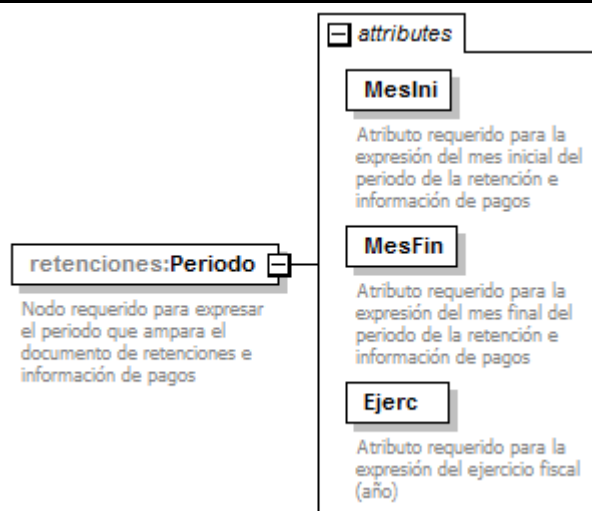 attributes
MesIni
Atributo requerido para la
expresión del mes inicial del
periodo de la retención e
información de pagos
retenciones:Periodo
Nodo requerido para expresar
el periodo que ampara el
documento de retenciones e
información de pagos
MesFin
Atributo requerido para la
expresión del mes final del
periodo de la retención e
información de pagos
Ejerc
Atributo requerido para la
expresión del ejercicio fiscal
(año)